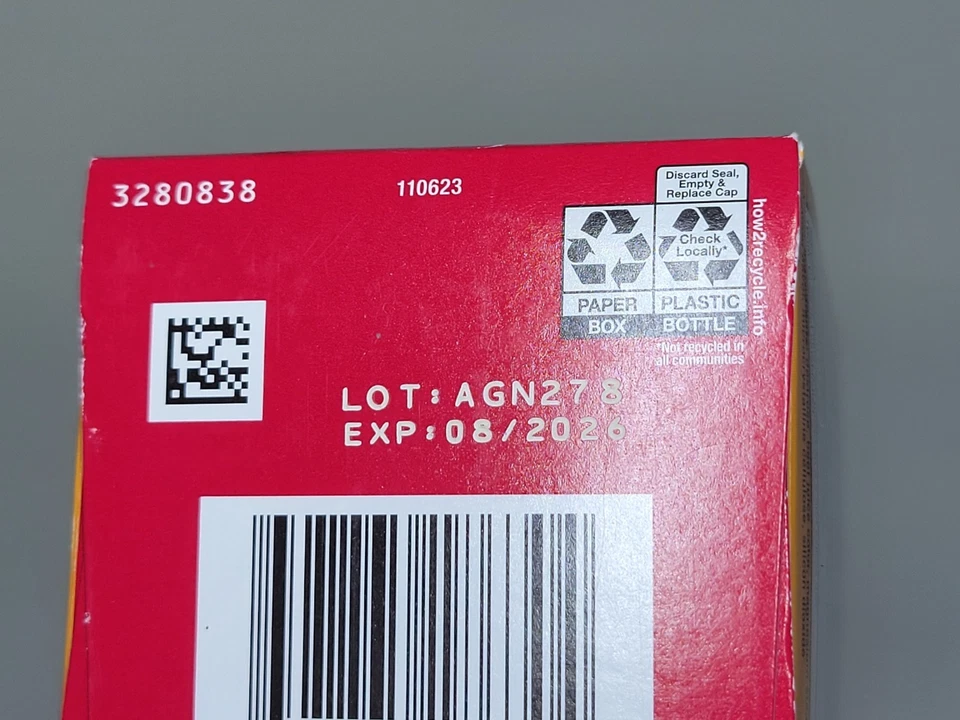 3280838
110623
Discard Seal,
Empty &
Replace Cap
Check
Locally*
PAPER
BOX
PLASTIC
BOTTLE
how2recycle.info
*Not recycled in
all communities
LOT:AGN278
EXP:08/2026